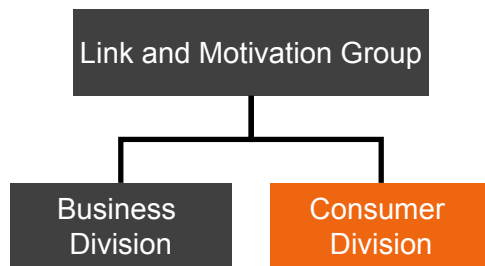 Link and Motivation Group
Business
Division
Consumer
Division